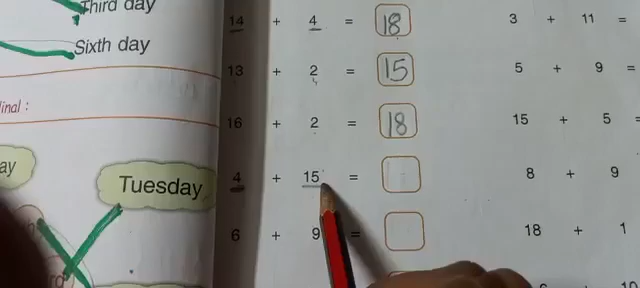 Third day
Sixth day
inal :
ay
Tuesday
14 + 4 = 18
13 + 2 = 15
16 + 2 = 18
4 + 15 =
6 + 9 =
3 + 11 =
5 + 9 =
15 + 5 =
8 + 9
18 + 1